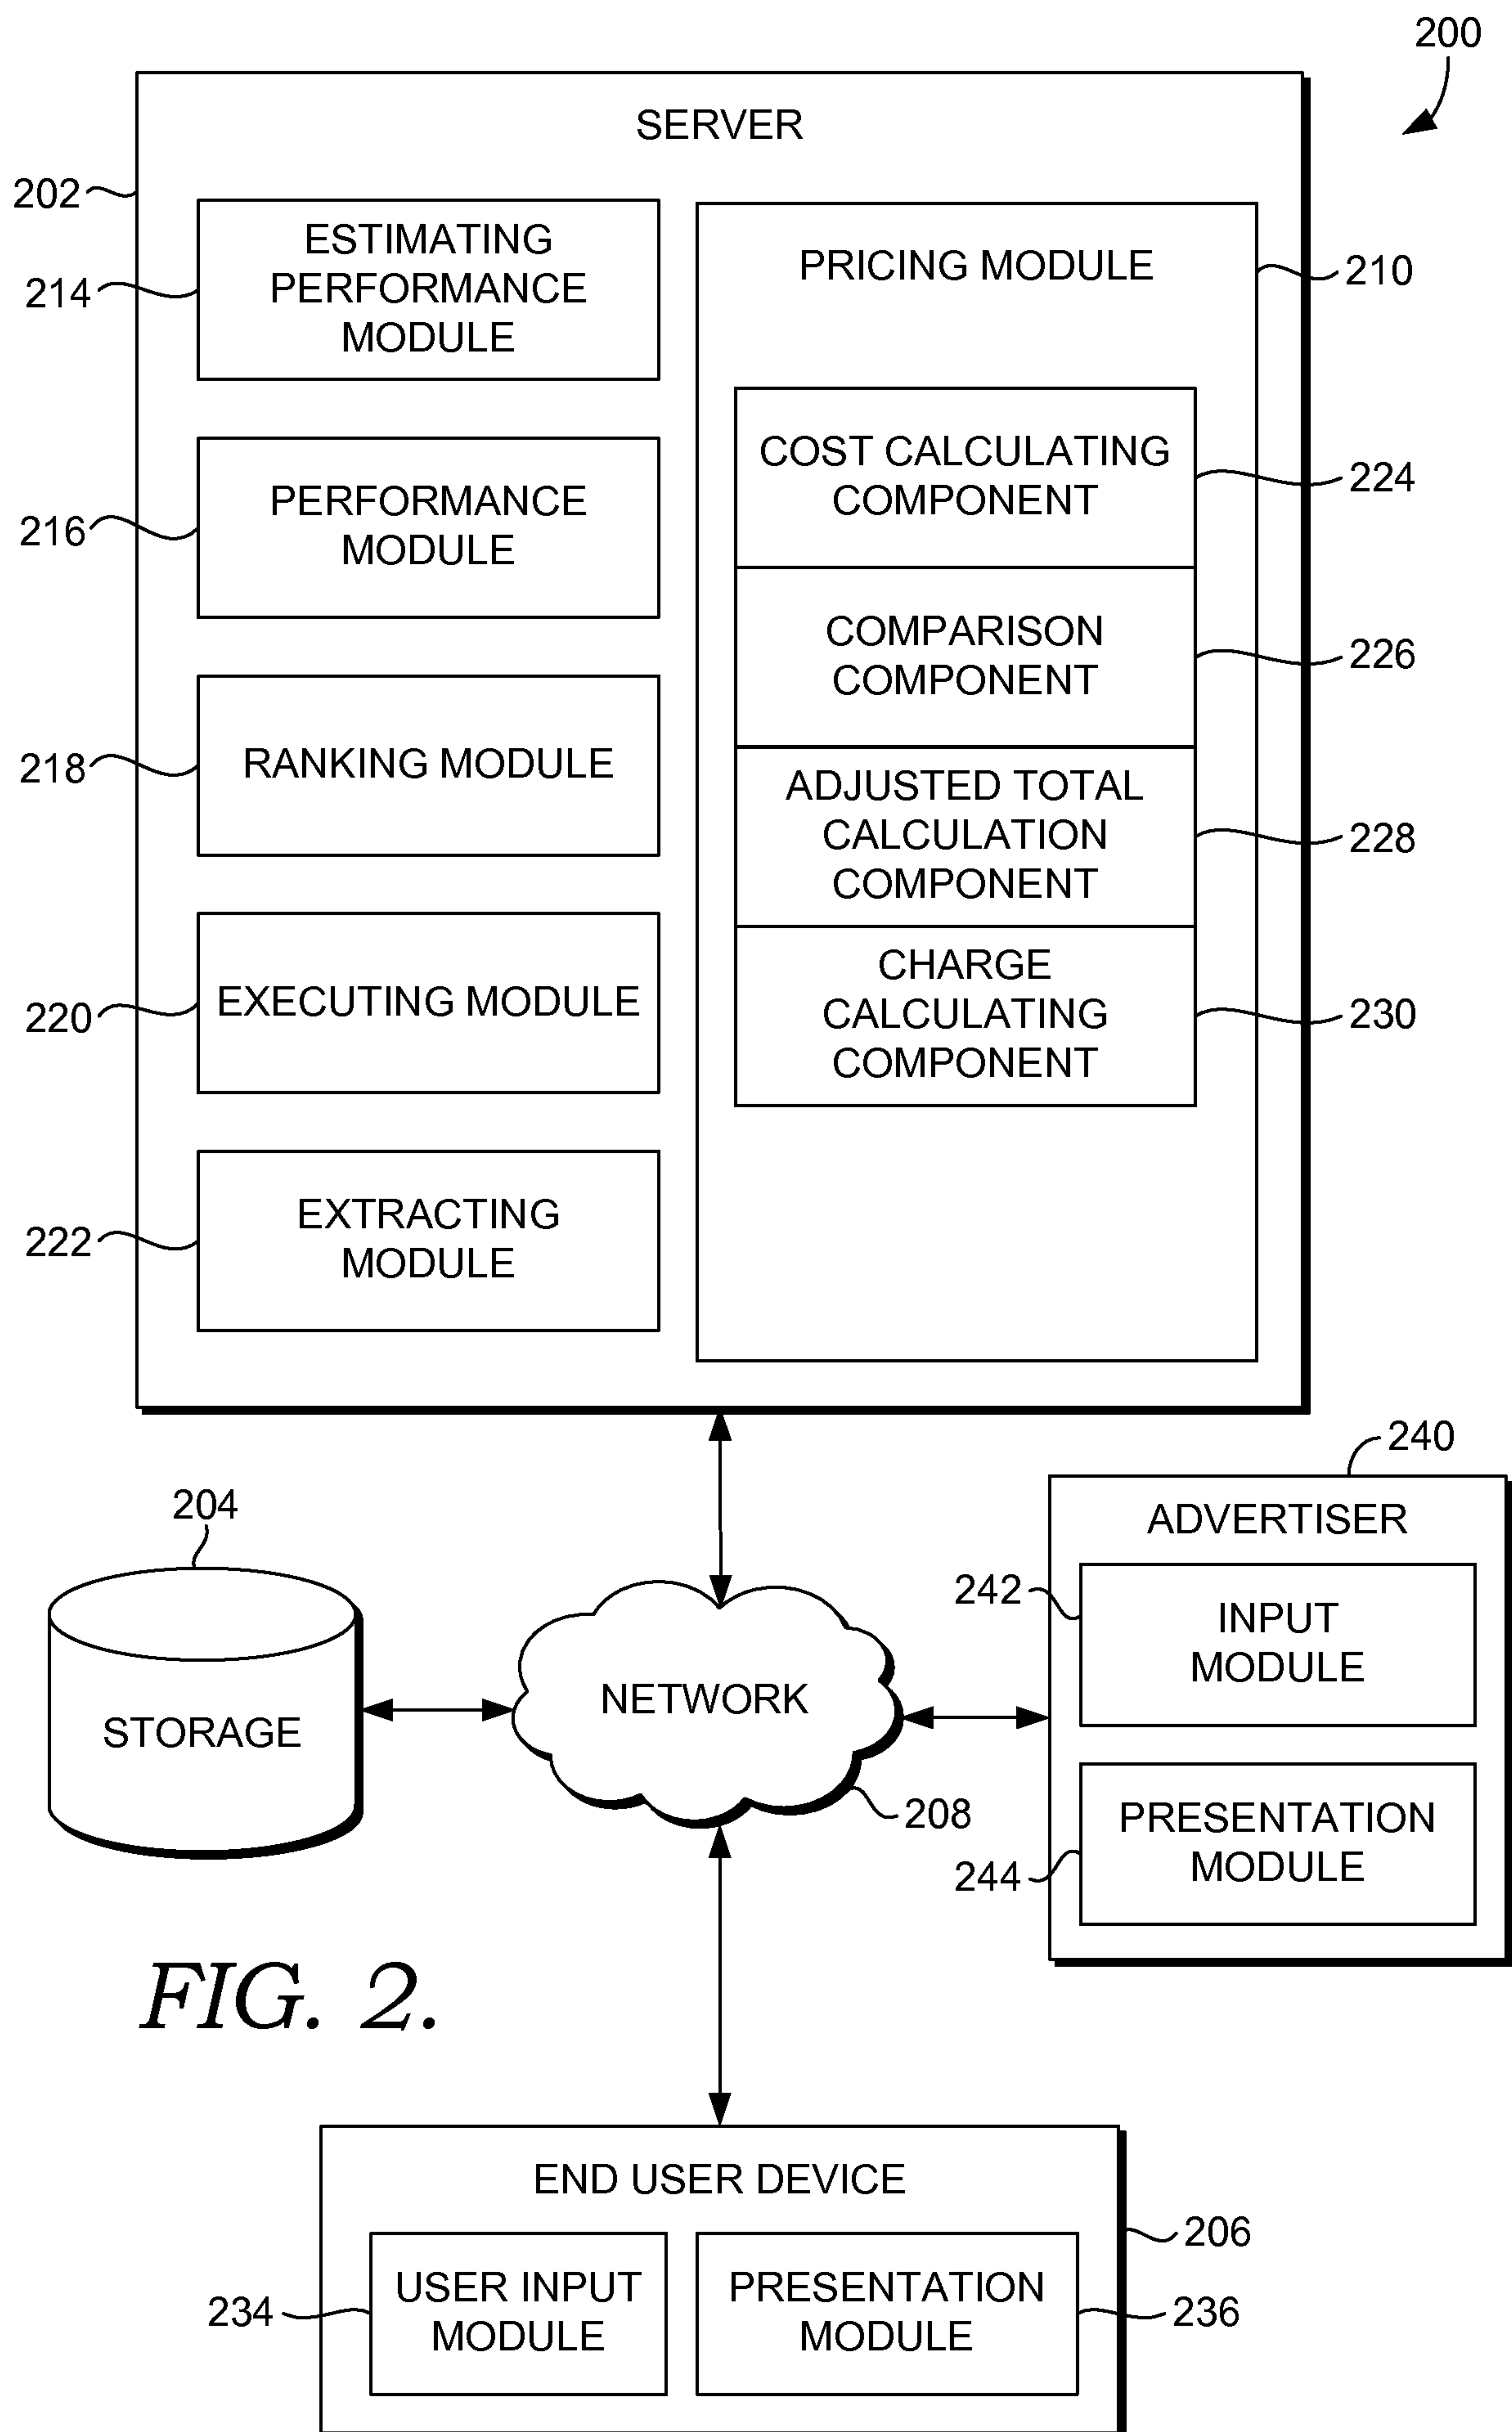 200
SERVER
202
ESTIMATING
PERFORMANCE
MODULE
214
PERFORMANCE
MODULE
216
RANKING MODULE
218
EXECUTING MODULE
220
EXTRACTING
MODULE
222
PRICING MODULE
210
COST CALCULATING
COMPONENT
224
COMPARISON
COMPONENT
226
ADJUSTED TOTAL
CALCULATION
COMPONENT
228
CHARGE
CALCULATING
COMPONENT
230
204
STORAGE
NETWORK
208
240
ADVERTISER
242
INPUT
MODULE
PRESENTATION
MODULE
244
FIG. 2.
END USER DEVICE
206
USER INPUT
MODULE
234
PRESENTATION
MODULE
236